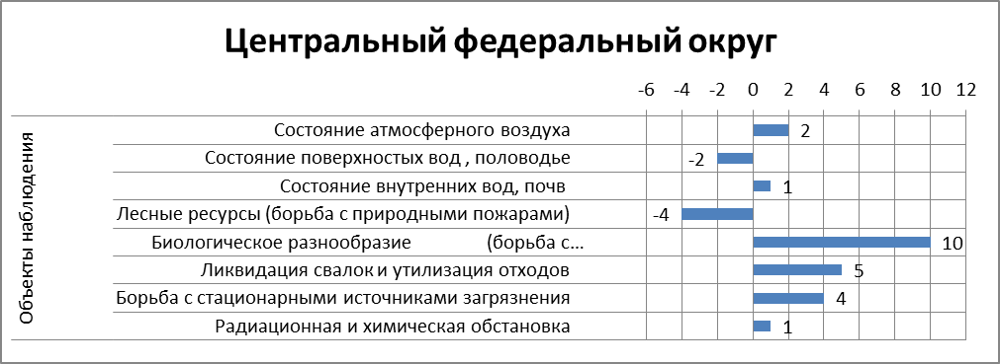 Центральный федеральный округ
-6 -4 -2 0 2 4 6 8 10 12
Объекты наблюдения
Состояние атмосферного воздуха 2
Состояние поверхностых вод , половодье -2
Состояние внутренних вод, почв 1
Лесные ресурсы (борьба с природными пожарами) -4
Биологическое разнообразие (борьба с... 10
Ликвидация свалок и утилизация отходов 5
Борьба с стационарными источниками загрязнения 4
Радиационная и химическая обстановка 1